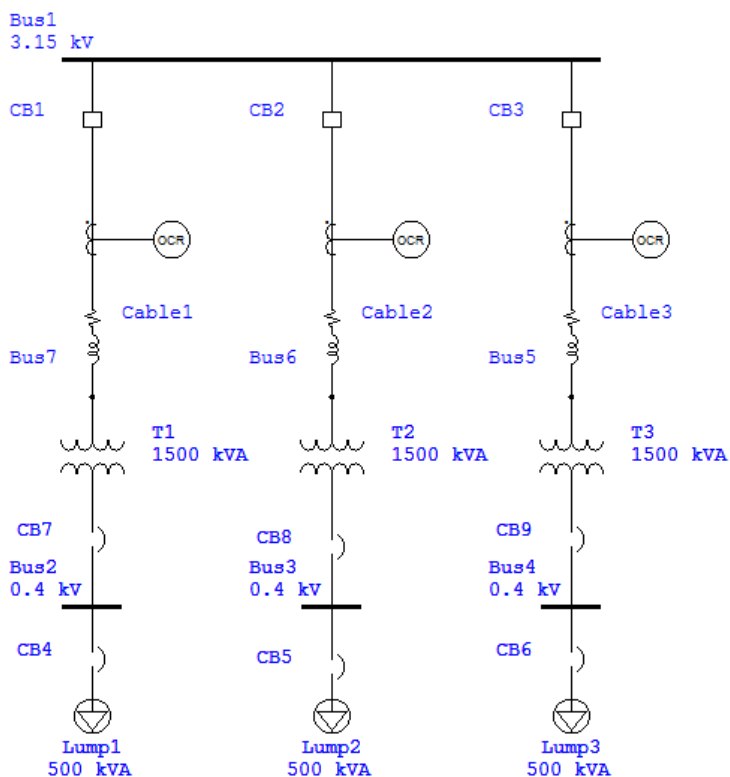 Bus1
3.15 kV
CB1
CB2
CB3
OCR
OCR
OCR
Cable1
Cable2
Cable3
Bus7
Bus6
Bus5
T1
1500 kVA
T2
1500 kVA
T3
1500 kVA
CB7
CB8
CB9
Bus2
0.4 kV
Bus3
0.4 kV
Bus4
0.4 kV
CB4
CB5
CB6
Lump1
500 kVA
Lump2
500 kVA
Lump3
500 kVA